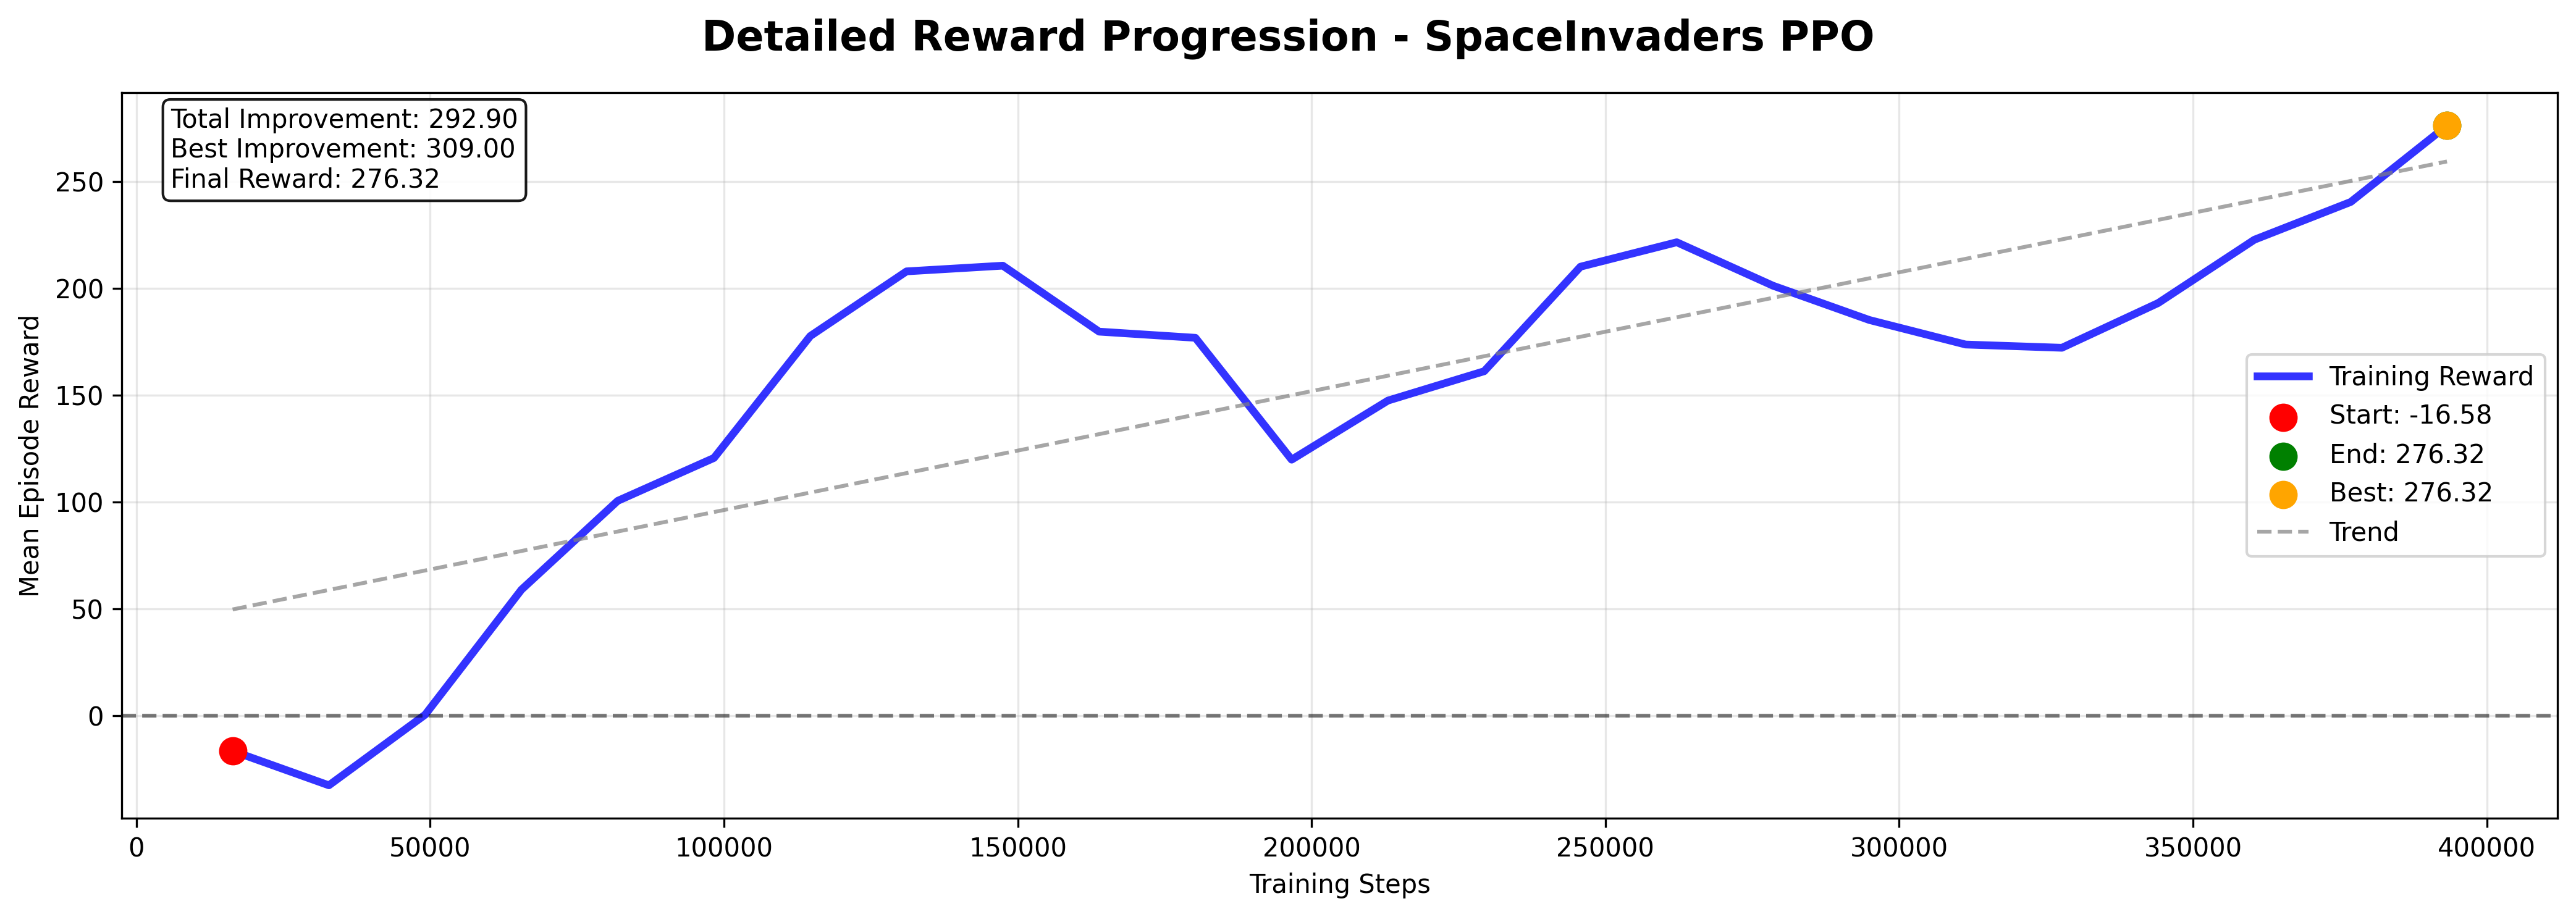 Detailed Reward Progression - SpaceInvaders PPO
Total Improvement: 292.90
Best Improvement: 309.00
Final Reward: 276.32
Mean Episode Reward
250
200
150
100
50
0
Training Reward
Start: -16.58
End: 276.32
Best: 276.32
Trend
0 50000 100000 150000 200000 250000 300000 350000 400000
Training Steps